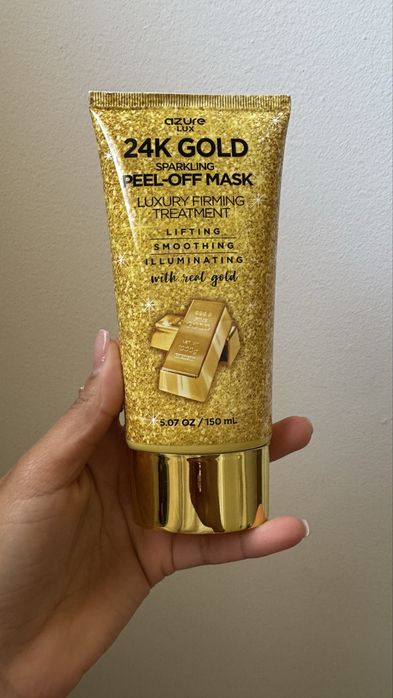 azure
LUX
24K GOLD
SPARKLING
PEEL-OFF MASK
LUXURY FIRMING
TREATMENT
LIFTING
SMOOTHING
ILLUMINATING
with real gold
5.07 OZ / 150 mL